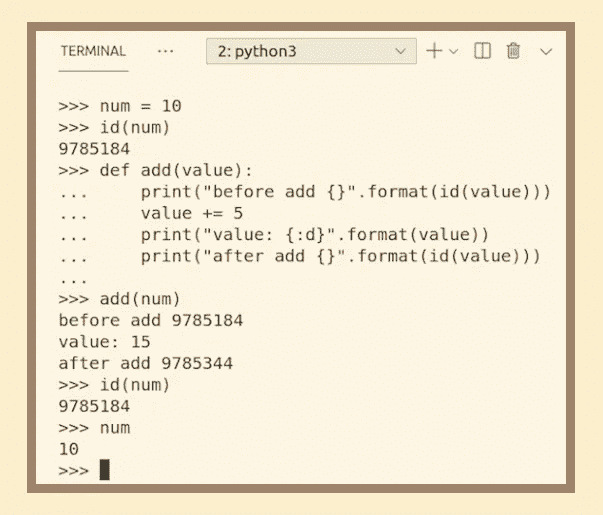 TERMINAL ··· 2: python3
>>> num = 10
>>> id(num)
9785184
>>> def add(value):
...     print("before add {}".format(id(value)))
...     value += 5
...     print("value: {:d}".format(value))
...     print("after add {}".format(id(value)))
...
>>> add(num)
before add 9785184
value: 15
after add 9785344
>>> id(num)
9785184
>>> num
10
>>>